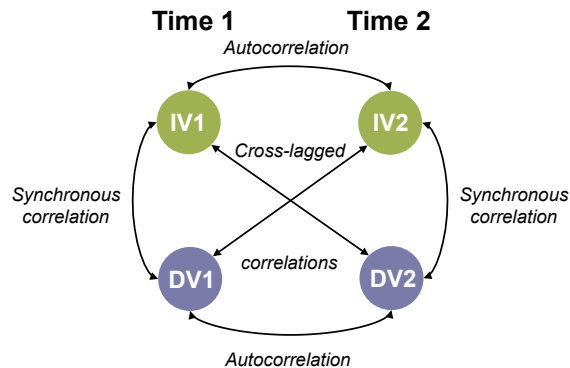 Time 1
Time 2
Autocorrelation
IV1
IV2
Cross-lagged
Synchronous
correlation
Synchronous
correlation
correlations
DV1
DV2
Autocorrelation